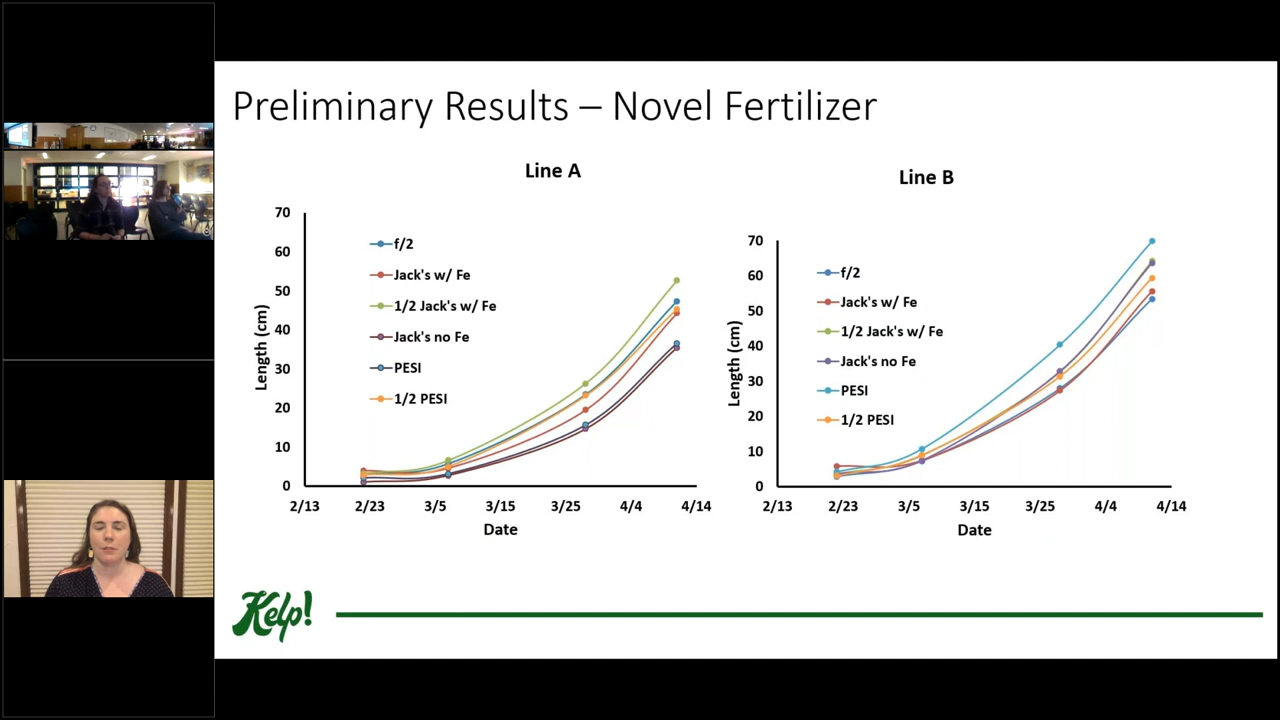 Preliminary Results – Novel Fertilizer
Line A
70
60
50
40
30
20
10
0
Length (cm)
f/2
Jack's w/ Fe
1/2 Jack's w/ Fe
Jack's no Fe
PESI
1/2 PESI
2/13 2/23 3/5 3/15 3/25 4/4 4/14
Date
Line B
70
60
50
40
30
20
10
0
Length (cm)
f/2
Jack's w/ Fe
1/2 Jack's w/ Fe
Jack's no Fe
PESI
1/2 PESI
2/13 2/23 3/5 3/15 3/25 4/4 4/14
Date
Kelp!